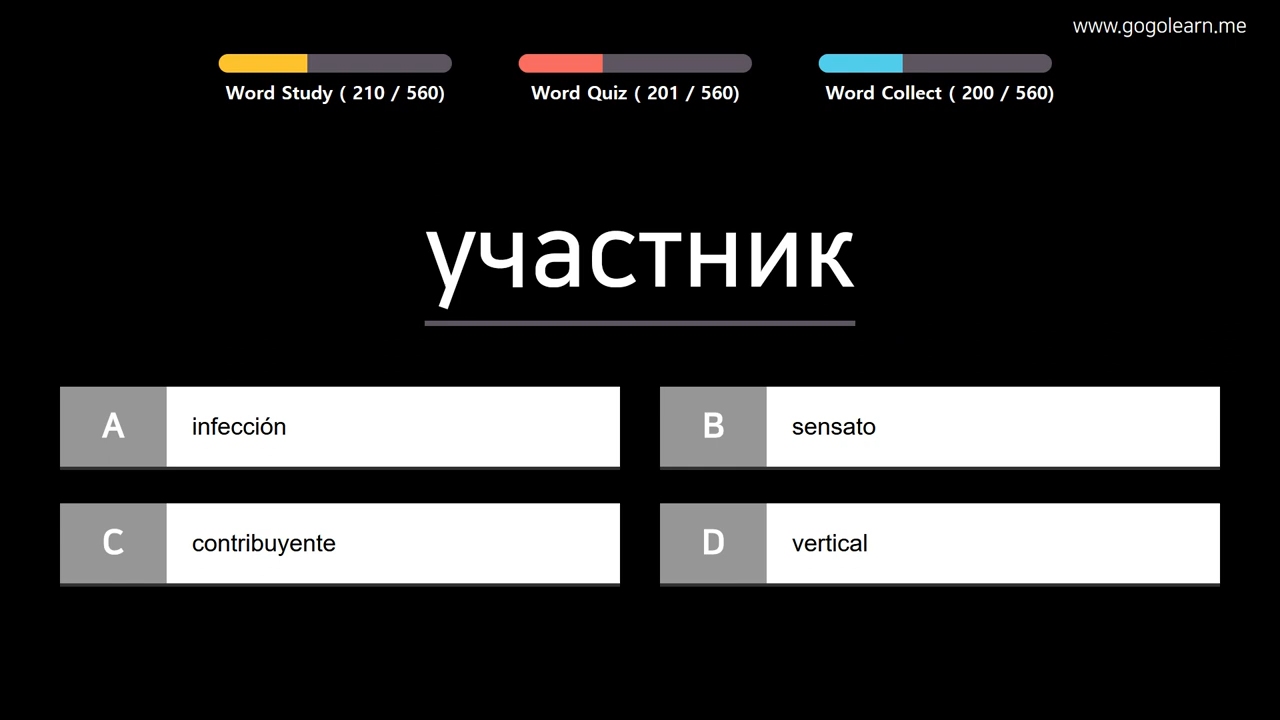 www.gogolearn.me
Word Study ( 210 / 560)
Word Quiz ( 201 / 560)
Word Collect ( 200 / 560)
участник
A infección
B sensato
C contribuyente
D vertical